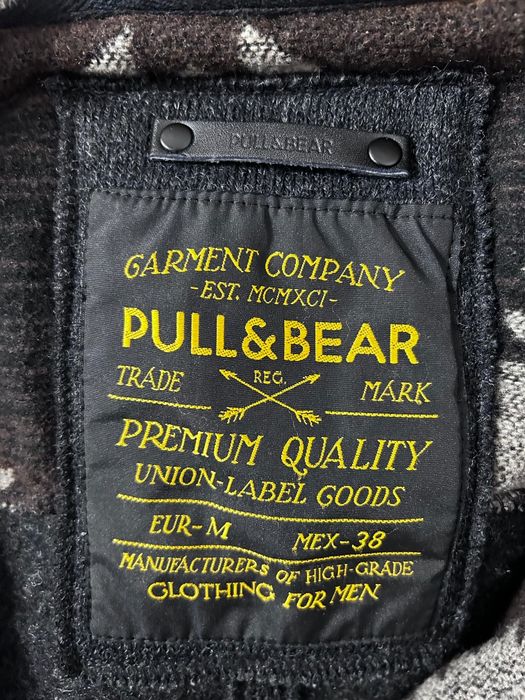 PULL&BEAR
GARMENT COMPANY
-EST. MCMXCI-
PULL&BEAR
TRADE REG. MARK
PREMIUM QUALITY
UNION-LABEL GOODS
EUR-M MEX-38
MANUFACTURERS OF HIGH-GRADE
CLOTHING FOR MEN